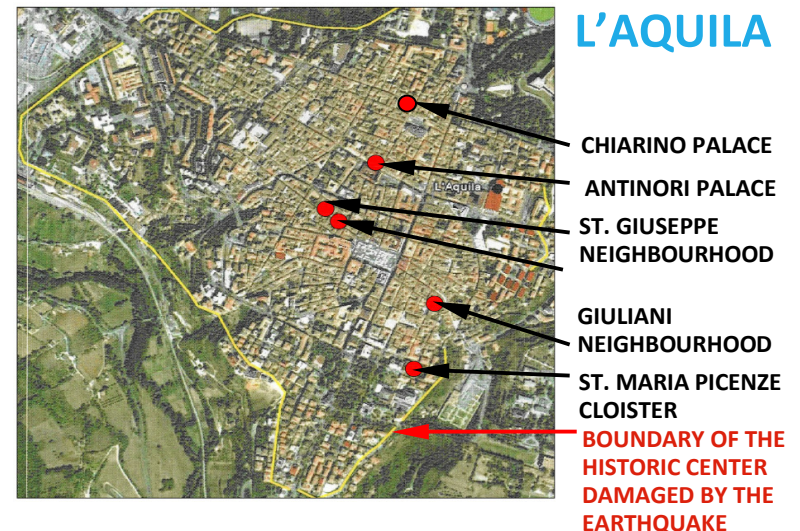 L’AQUILA
CHIARINO PALACE
ANTINORI PALACE
L'Aquila
ST. GIUSEPPE
NEIGHBOURHOOD
GIULIANI
NEIGHBOURHOOD
ST. MARIA PICENZE
CLOISTER
BOUNDARY OF THE
HISTORIC CENTER
DAMAGED BY THE
EARTHQUAKE